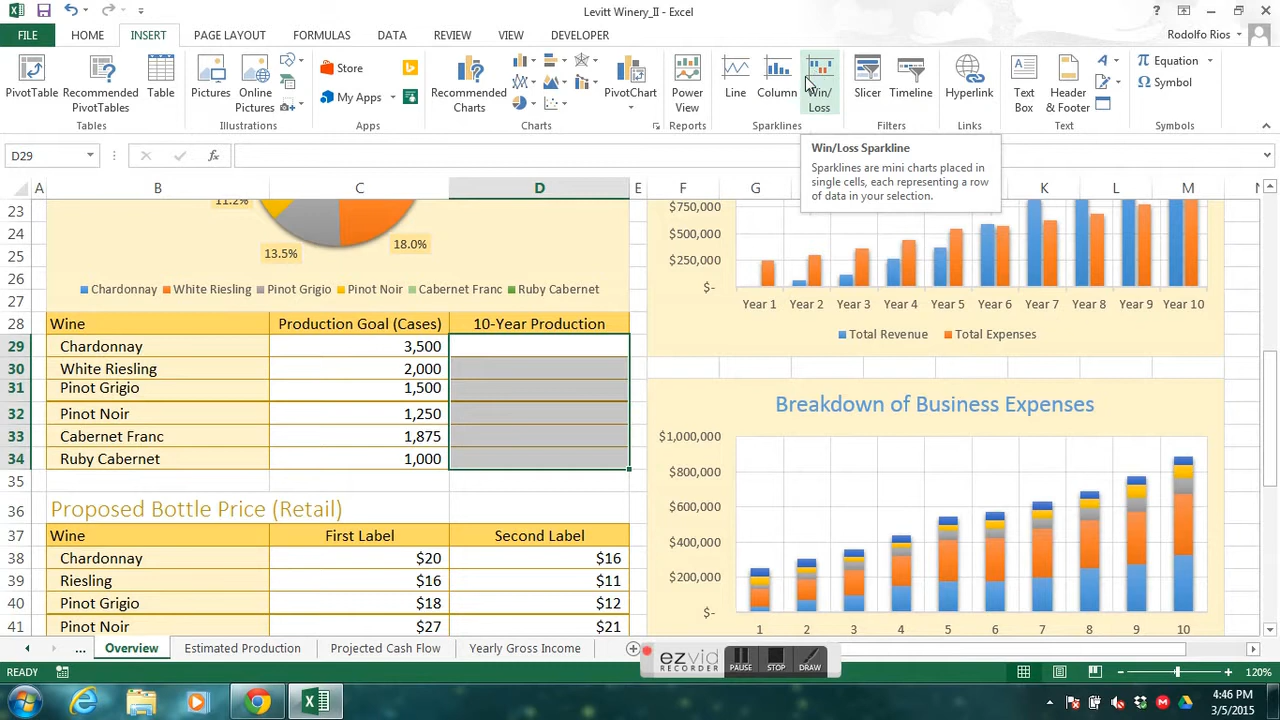 Levitt Winery_II - Excel
FILE HOME INSERT PAGE LAYOUT FORMULAS DATA REVIEW VIEW DEVELOPER
Rodolfo Rios
PivotTable
Recommended PivotTables
Table
Tables
Pictures
Online Pictures
Illustrations
Store
My Apps
Apps
Recommended Charts
PivotChart
Charts
Power View
Reports
Line
Column
Win/ Loss
Sparklines
Slicer
Timeline
Filters
Hyperlink
Links
Text Box
Header & Footer
Text
Equation
Symbol
Symbols
D29
Win/Loss Sparkline
Sparklines are mini charts placed in
single cells, each representing a row
of data in your selection.
A B C D E F G K L M N
23
24
25
26
27
11.2%
13.5%
18.0%
Chardonnay White Riesling Pinot Grigio Pinot Noir Cabernet Franc Ruby Cabernet
28 Wine Production Goal (Cases) 10-Year Production
29 Chardonnay 3,500
30 White Riesling 2,000
31 Pinot Grigio 1,500
32 Pinot Noir 1,250
33 Cabernet Franc 1,875
34 Ruby Cabernet 1,000
35
36 Proposed Bottle Price (Retail)
37 Wine First Label Second Label
38 Chardonnay $20 $16
39 Riesling $16 $11
40 Pinot Grigio $18 $12
41 Pinot Noir $27 $21
$750,000
$500,000
$250,000
$-
Year 1 Year 2 Year 3 Year 4 Year 5 Year 6 Year 7 Year 8 Year 9 Year 10
Total Revenue Total Expenses
Breakdown of Business Expenses
$1,000,000
$800,000
$600,000
$400,000
$200,000
$-
1 2 3 4 5 6 7 8 9 10
... Overview Estimated Production Projected Cash Flow Yearly Gross Income
ezvid
RECORDER
PAUSE STOP DRAW
READY
120%
4:46 PM
3/5/2015